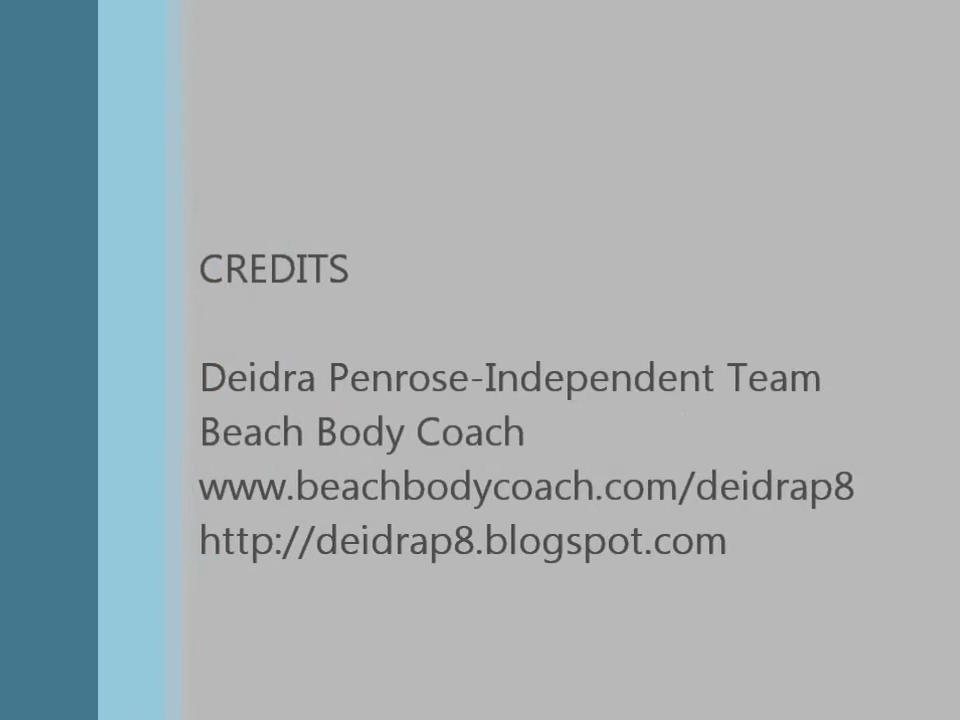 CREDITS
Deidra Penrose-Independent Team
Beach Body Coach
www.beachbodycoach.com/deidrap8
http://deidrap8.blogspot.com